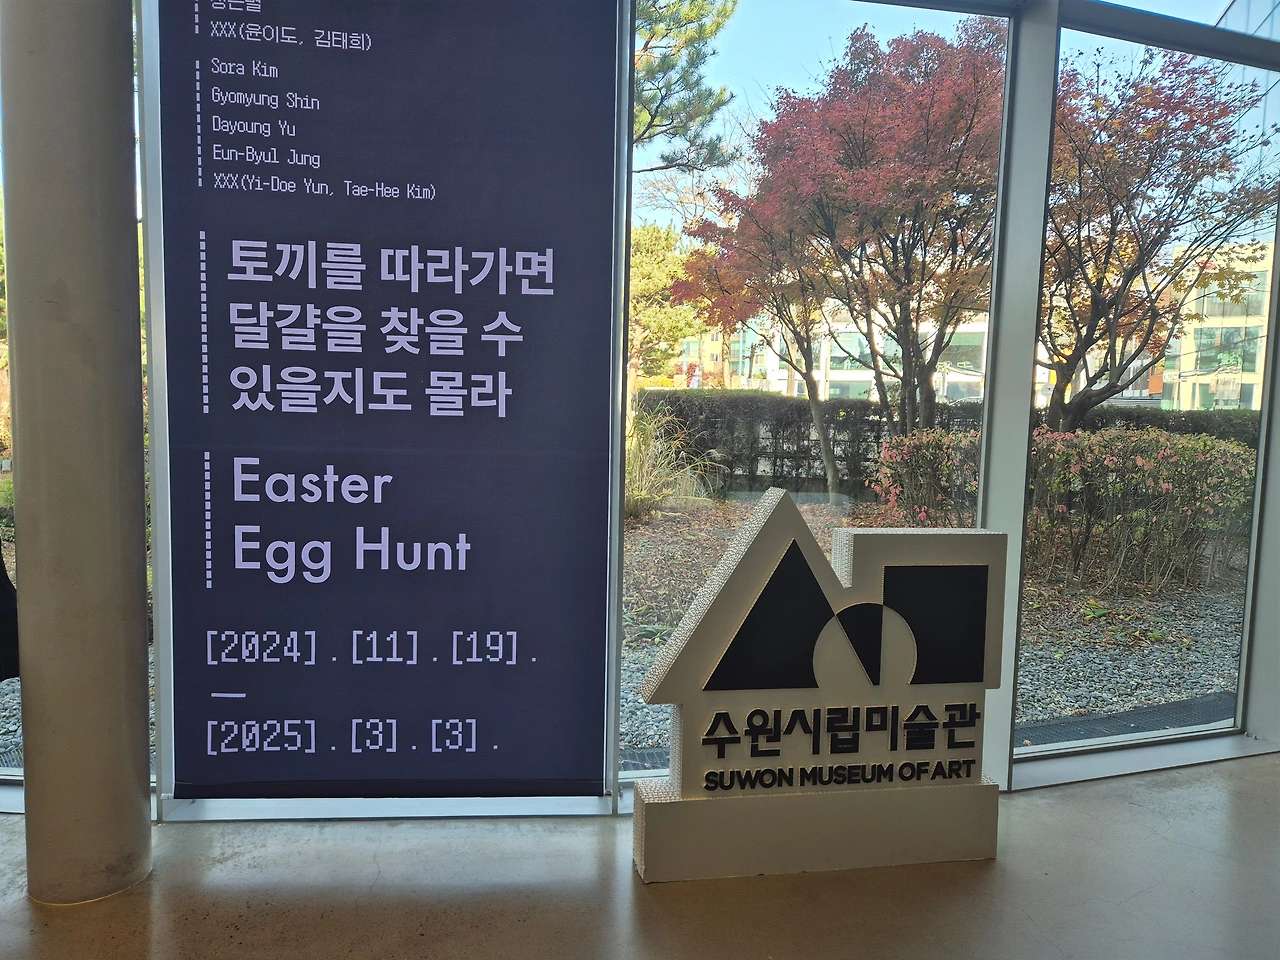 XXX(윤이도, 김태희)
Sora Kim
Gyomyung Shin
Dayoung Yu
Eun-Byul Jung
XXX(Yi-Doe Yun, Tae-Hee Kim)
토끼를 따라가면
달걀을 찾을 수
있을지도 몰라
Easter
Egg Hunt
[2024].[11].[19].
—
[2025].[3].[3].
수원시립미술관
SUWON MUSEUM OF ART